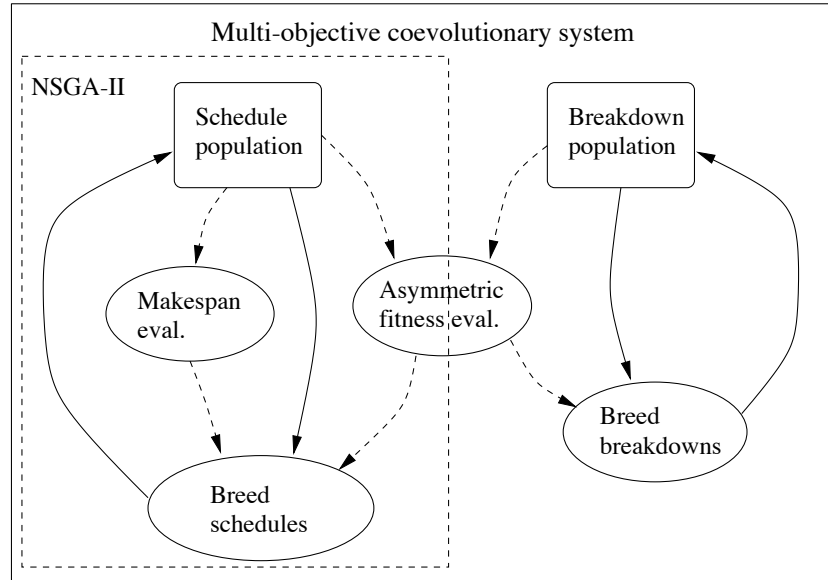 Multi-objective coevolutionary system
NSGA-II
Schedule
population
Breakdown
population
Makespan
eval.
Asymmetric
fitness eval.
Breed
breakdowns
Breed
schedules